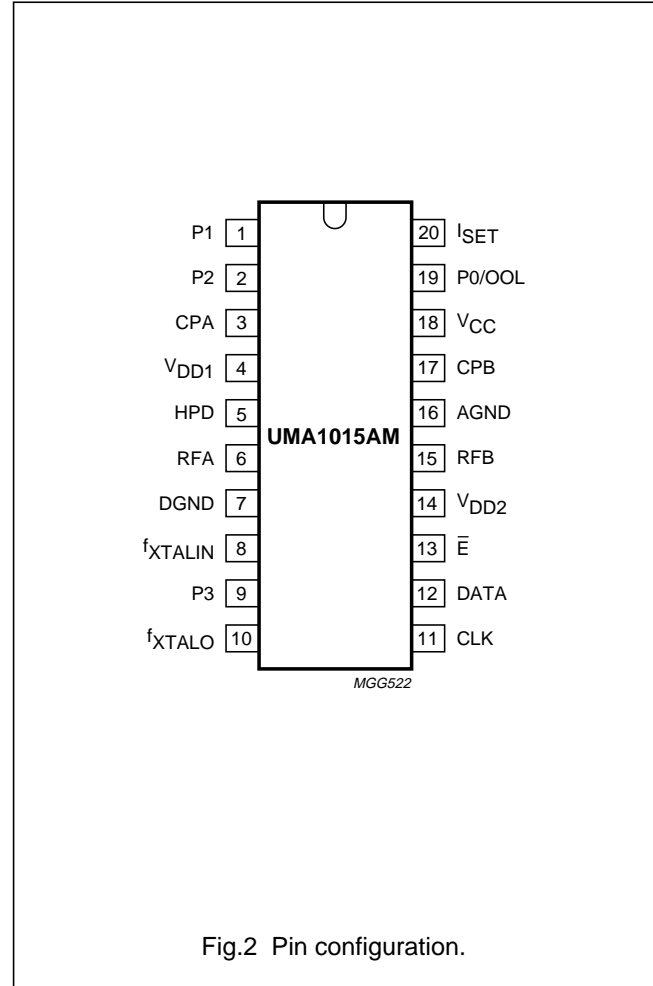 P1 1 20 ISET
P2 2 19 P0/OOL
CPA 3 18 VCC
VDD1 4 17 CPB
HPD 5 16 AGND
UMA1015AM
RFA 6 15 RFB
DGND 7 14 VDD2
fXTALIN 8 13 E̅
P3 9 12 DATA
fXTALO 10 11 CLK
MGG522
Fig.2 Pin configuration.